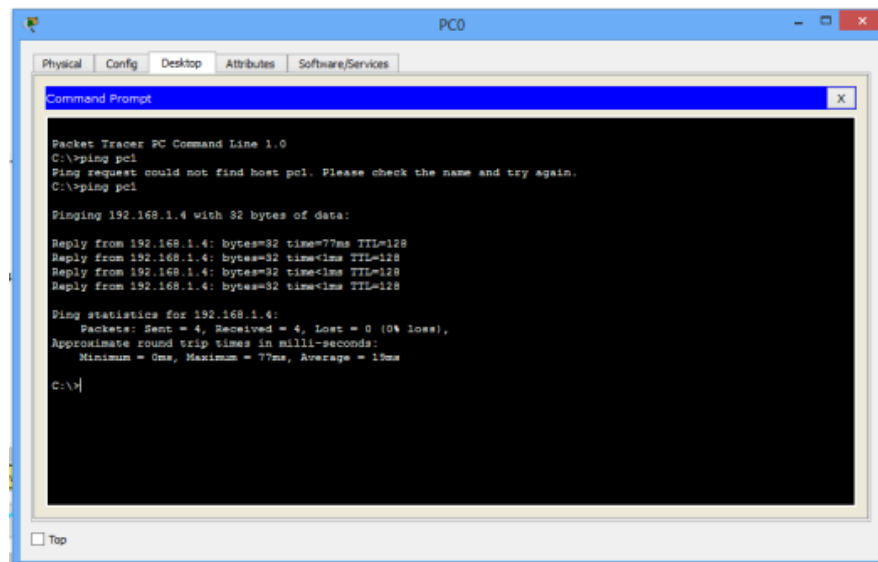 PC0
Physical Config Desktop Attributes Software/Services
Command Prompt
X
Packet Tracer PC Command Line 1.0
C:\>ping pc1
Ping request could not find host pc1. Please check the name and try again.
C:\>ping pc1
Pinging 192.168.1.4 with 32 bytes of data:
Reply from 192.168.1.4: bytes=32 time=77ms TTL=128
Reply from 192.168.1.4: bytes=32 time<1ms TTL=128
Reply from 192.168.1.4: bytes=32 time<1ms TTL=128
Reply from 192.168.1.4: bytes=32 time<1ms TTL=128
Ping statistics for 192.168.1.4:
Packets: Sent = 4, Received = 4, Lost = 0 (0% loss),
Approximate round trip times in milli-seconds:
Minimum = 0ms, Maximum = 77ms, Average = 19ms
C:\>
Top